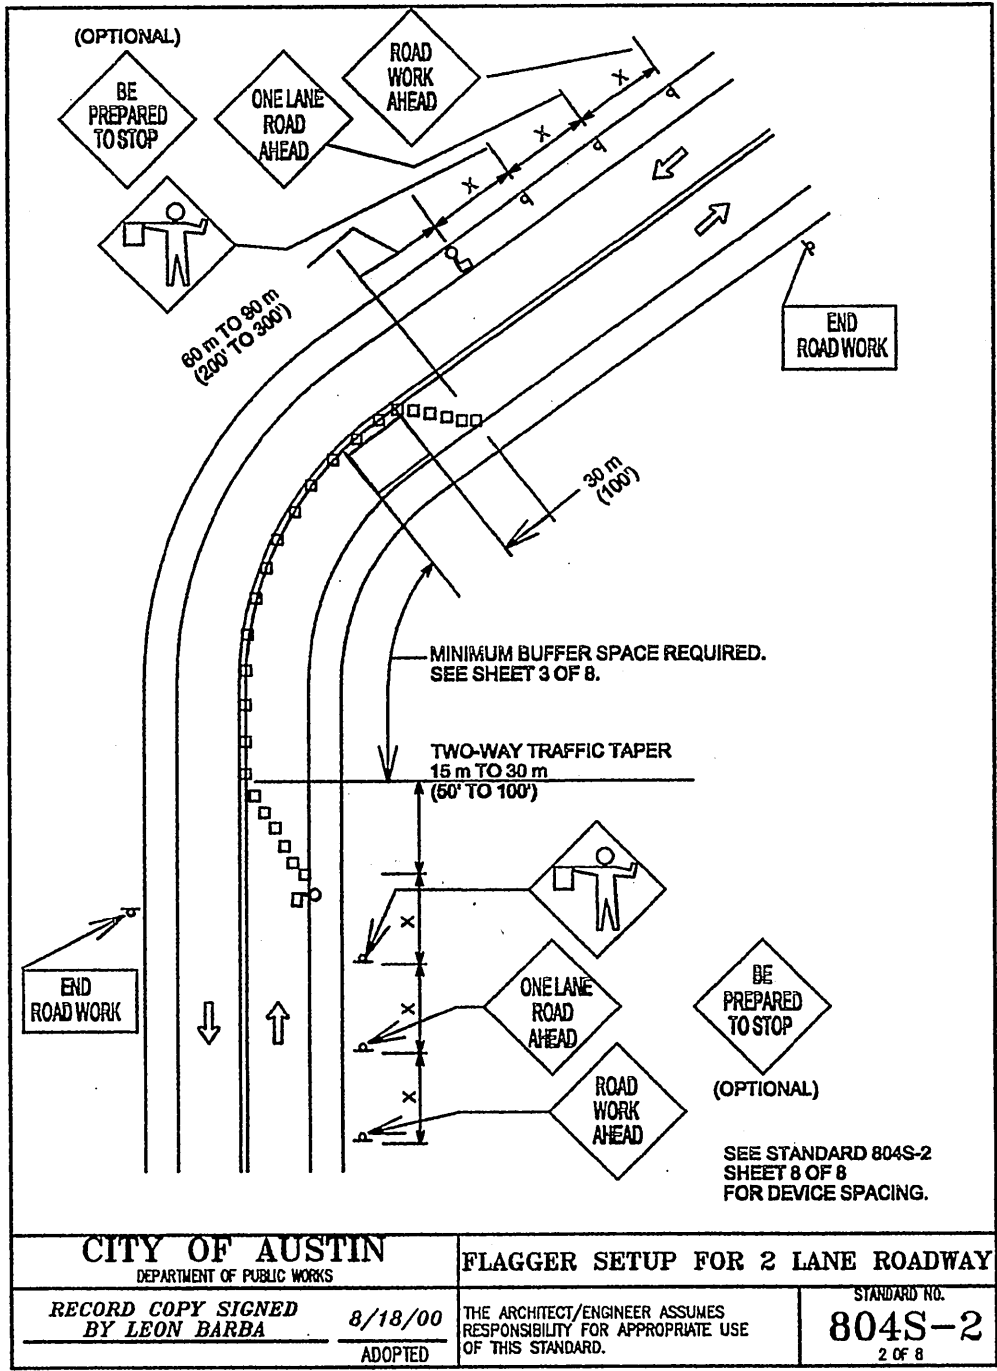 (OPTIONAL)
BE
PREPARED
TO STOP
ONE LANE
ROAD
AHEAD
ROAD
WORK
AHEAD
X
X
X
60 m TO 90 m
(200' TO 300')
END
ROAD WORK
30 m
(100')
MINIMUM BUFFER SPACE REQUIRED.
SEE SHEET 3 OF 8.
TWO-WAY TRAFFIC TAPER
15 m TO 30 m
(50' TO 100')
X
X
X
END
ROAD WORK
ONE LANE
ROAD
AHEAD
BE
PREPARED
TO STOP
(OPTIONAL)
ROAD
WORK
AHEAD
SEE STANDARD 804S-2
SHEET 8 OF 8
FOR DEVICE SPACING.
CITY OF AUSTIN
DEPARTMENT OF PUBLIC WORKS
FLAGGER SETUP FOR 2 LANE ROADWAY
RECORD COPY SIGNED
BY LEON BARBA
8/18/00
ADOPTED
THE ARCHITECT/ENGINEER ASSUMES
RESPONSIBILITY FOR APPROPRIATE USE
OF THIS STANDARD.
STANDARD NO.
804S-2
2 OF 8